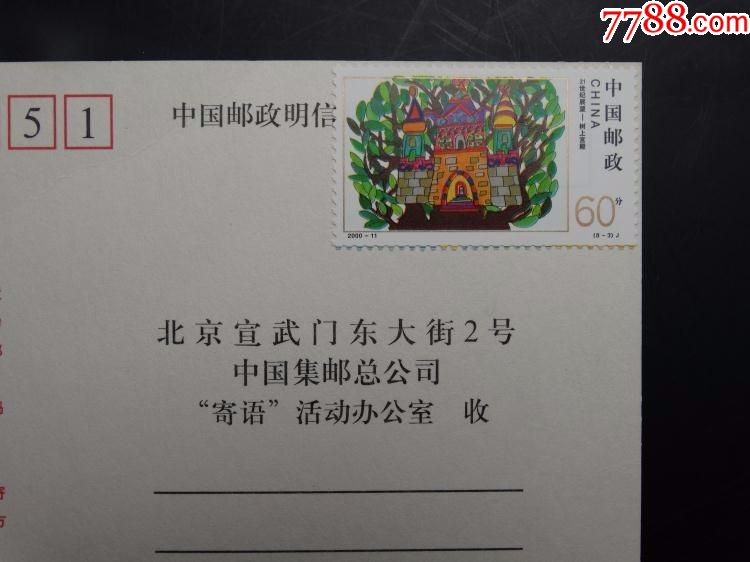 7788.com
中国邮政明信
5 1
21世纪展望—树上宫殿
CHINA
中国邮政
60分
2000-11
(8-3)J
北京宣武门东大街2号
中国集邮总公司
“寄语”活动办公室 收
寄